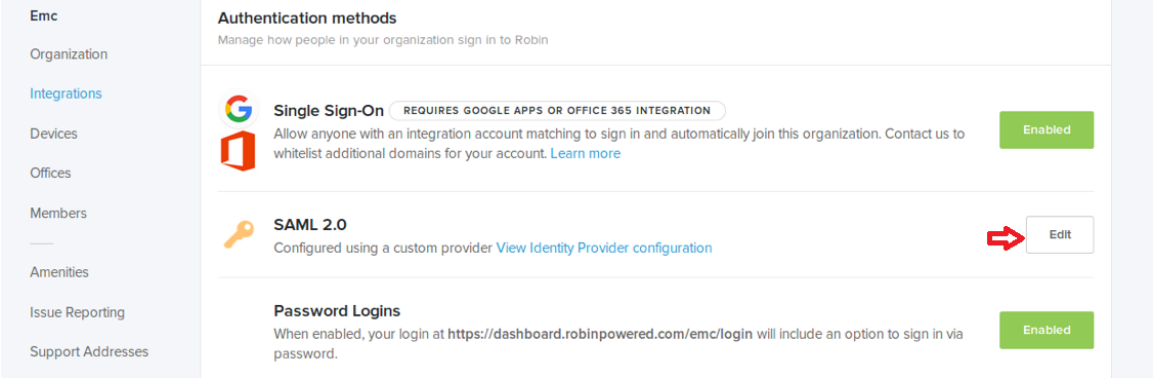 Emc
Organization
Integrations
Devices
Offices
Members
Amenities
Issue Reporting
Support Addresses
Authentication methods
Manage how people in your organization sign in to Robin
Single Sign-On REQUIRES GOOGLE APPS OR OFFICE 365 INTEGRATION
Allow anyone with an integration account matching to sign in and automatically join this organization. Contact us to
whitelist additional domains for your account. Learn more
Enabled
SAML 2.0
Configured using a custom provider View Identity Provider configuration
Edit
Password Logins
When enabled, your login at https://dashboard.robinpowered.com/emc/login will include an option to sign in via
password.
Enabled